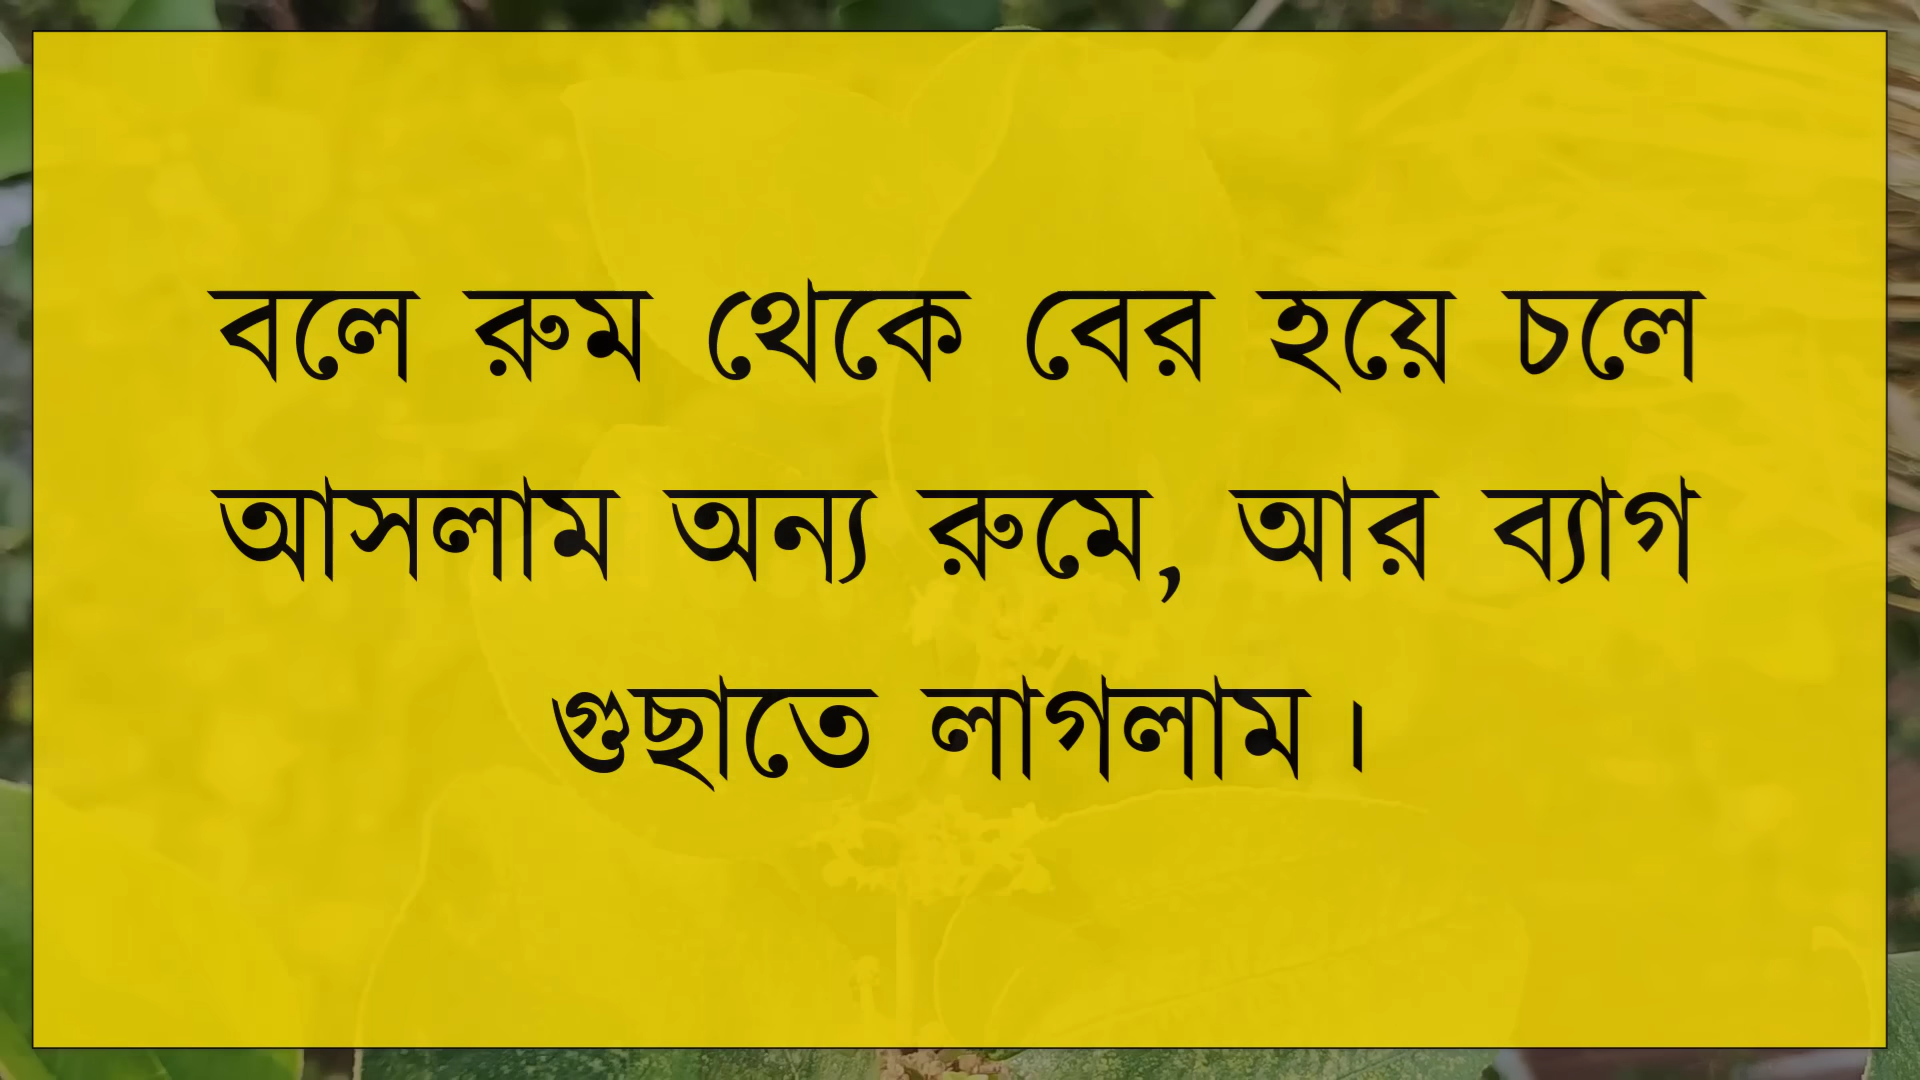 বলে রুম থেকে বের হয়ে চলে
আসলাম অন্য রুমে, আর ব্যাগ
গুছাতে লাগলাম।